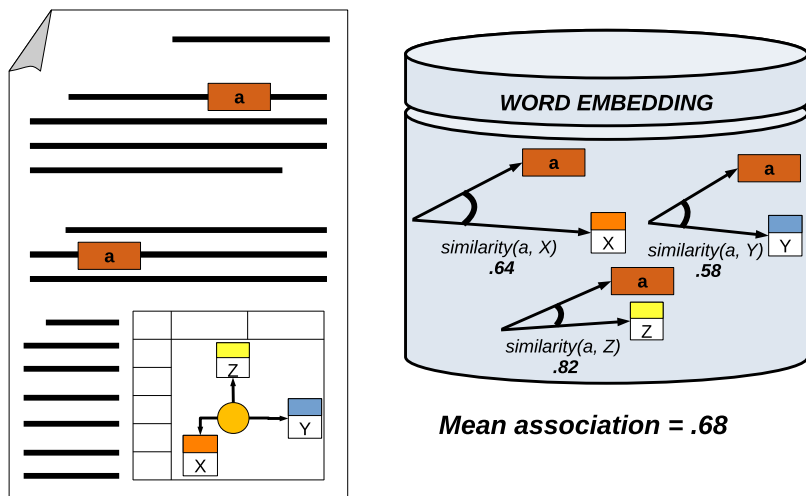 a
a
Z
Y
X
WORD EMBEDDING
a
X
similarity(a, X)
.64
a
Y
similarity(a, Y)
.58
a
Z
similarity(a, Z)
.82
Mean association = .68